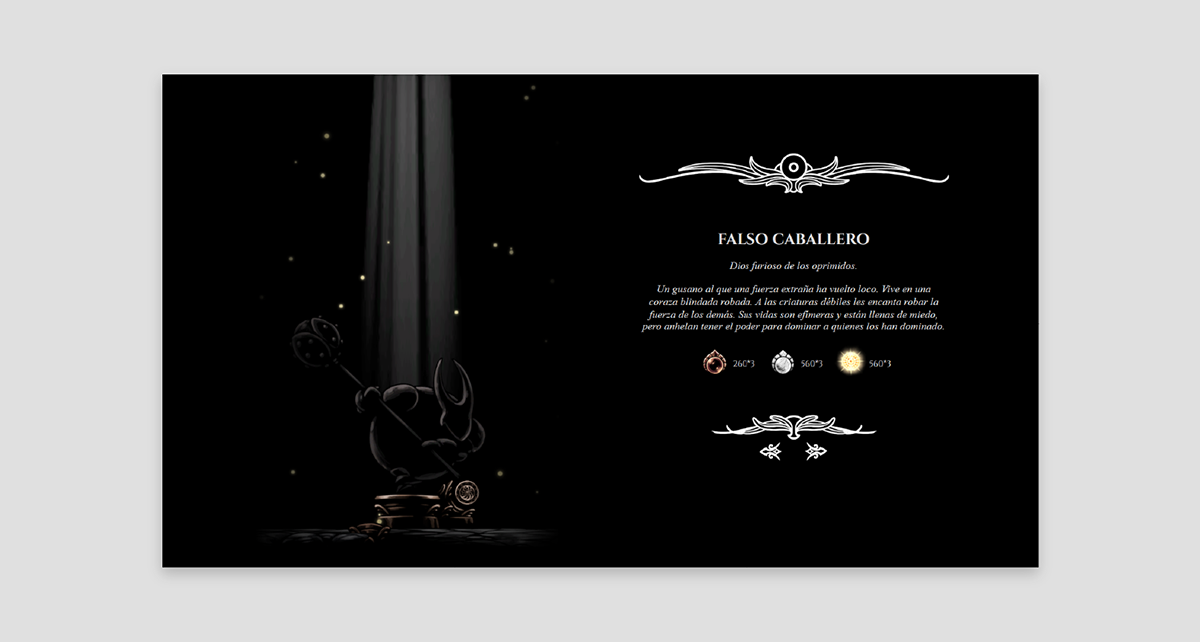 FALSO CABALLERO
Dios furioso de los oprimidos.
Un gusano al que una fuerza extraña ha vuelto loco. Vive en una
coraza blindada robada. A las criaturas débiles les encanta robar la
fuerza de los demás. Sus vidas son efímeras y están llenas de miedo,
pero anhelan tener el poder para dominar a quienes los han dominado.
260*3 560*3 560*3